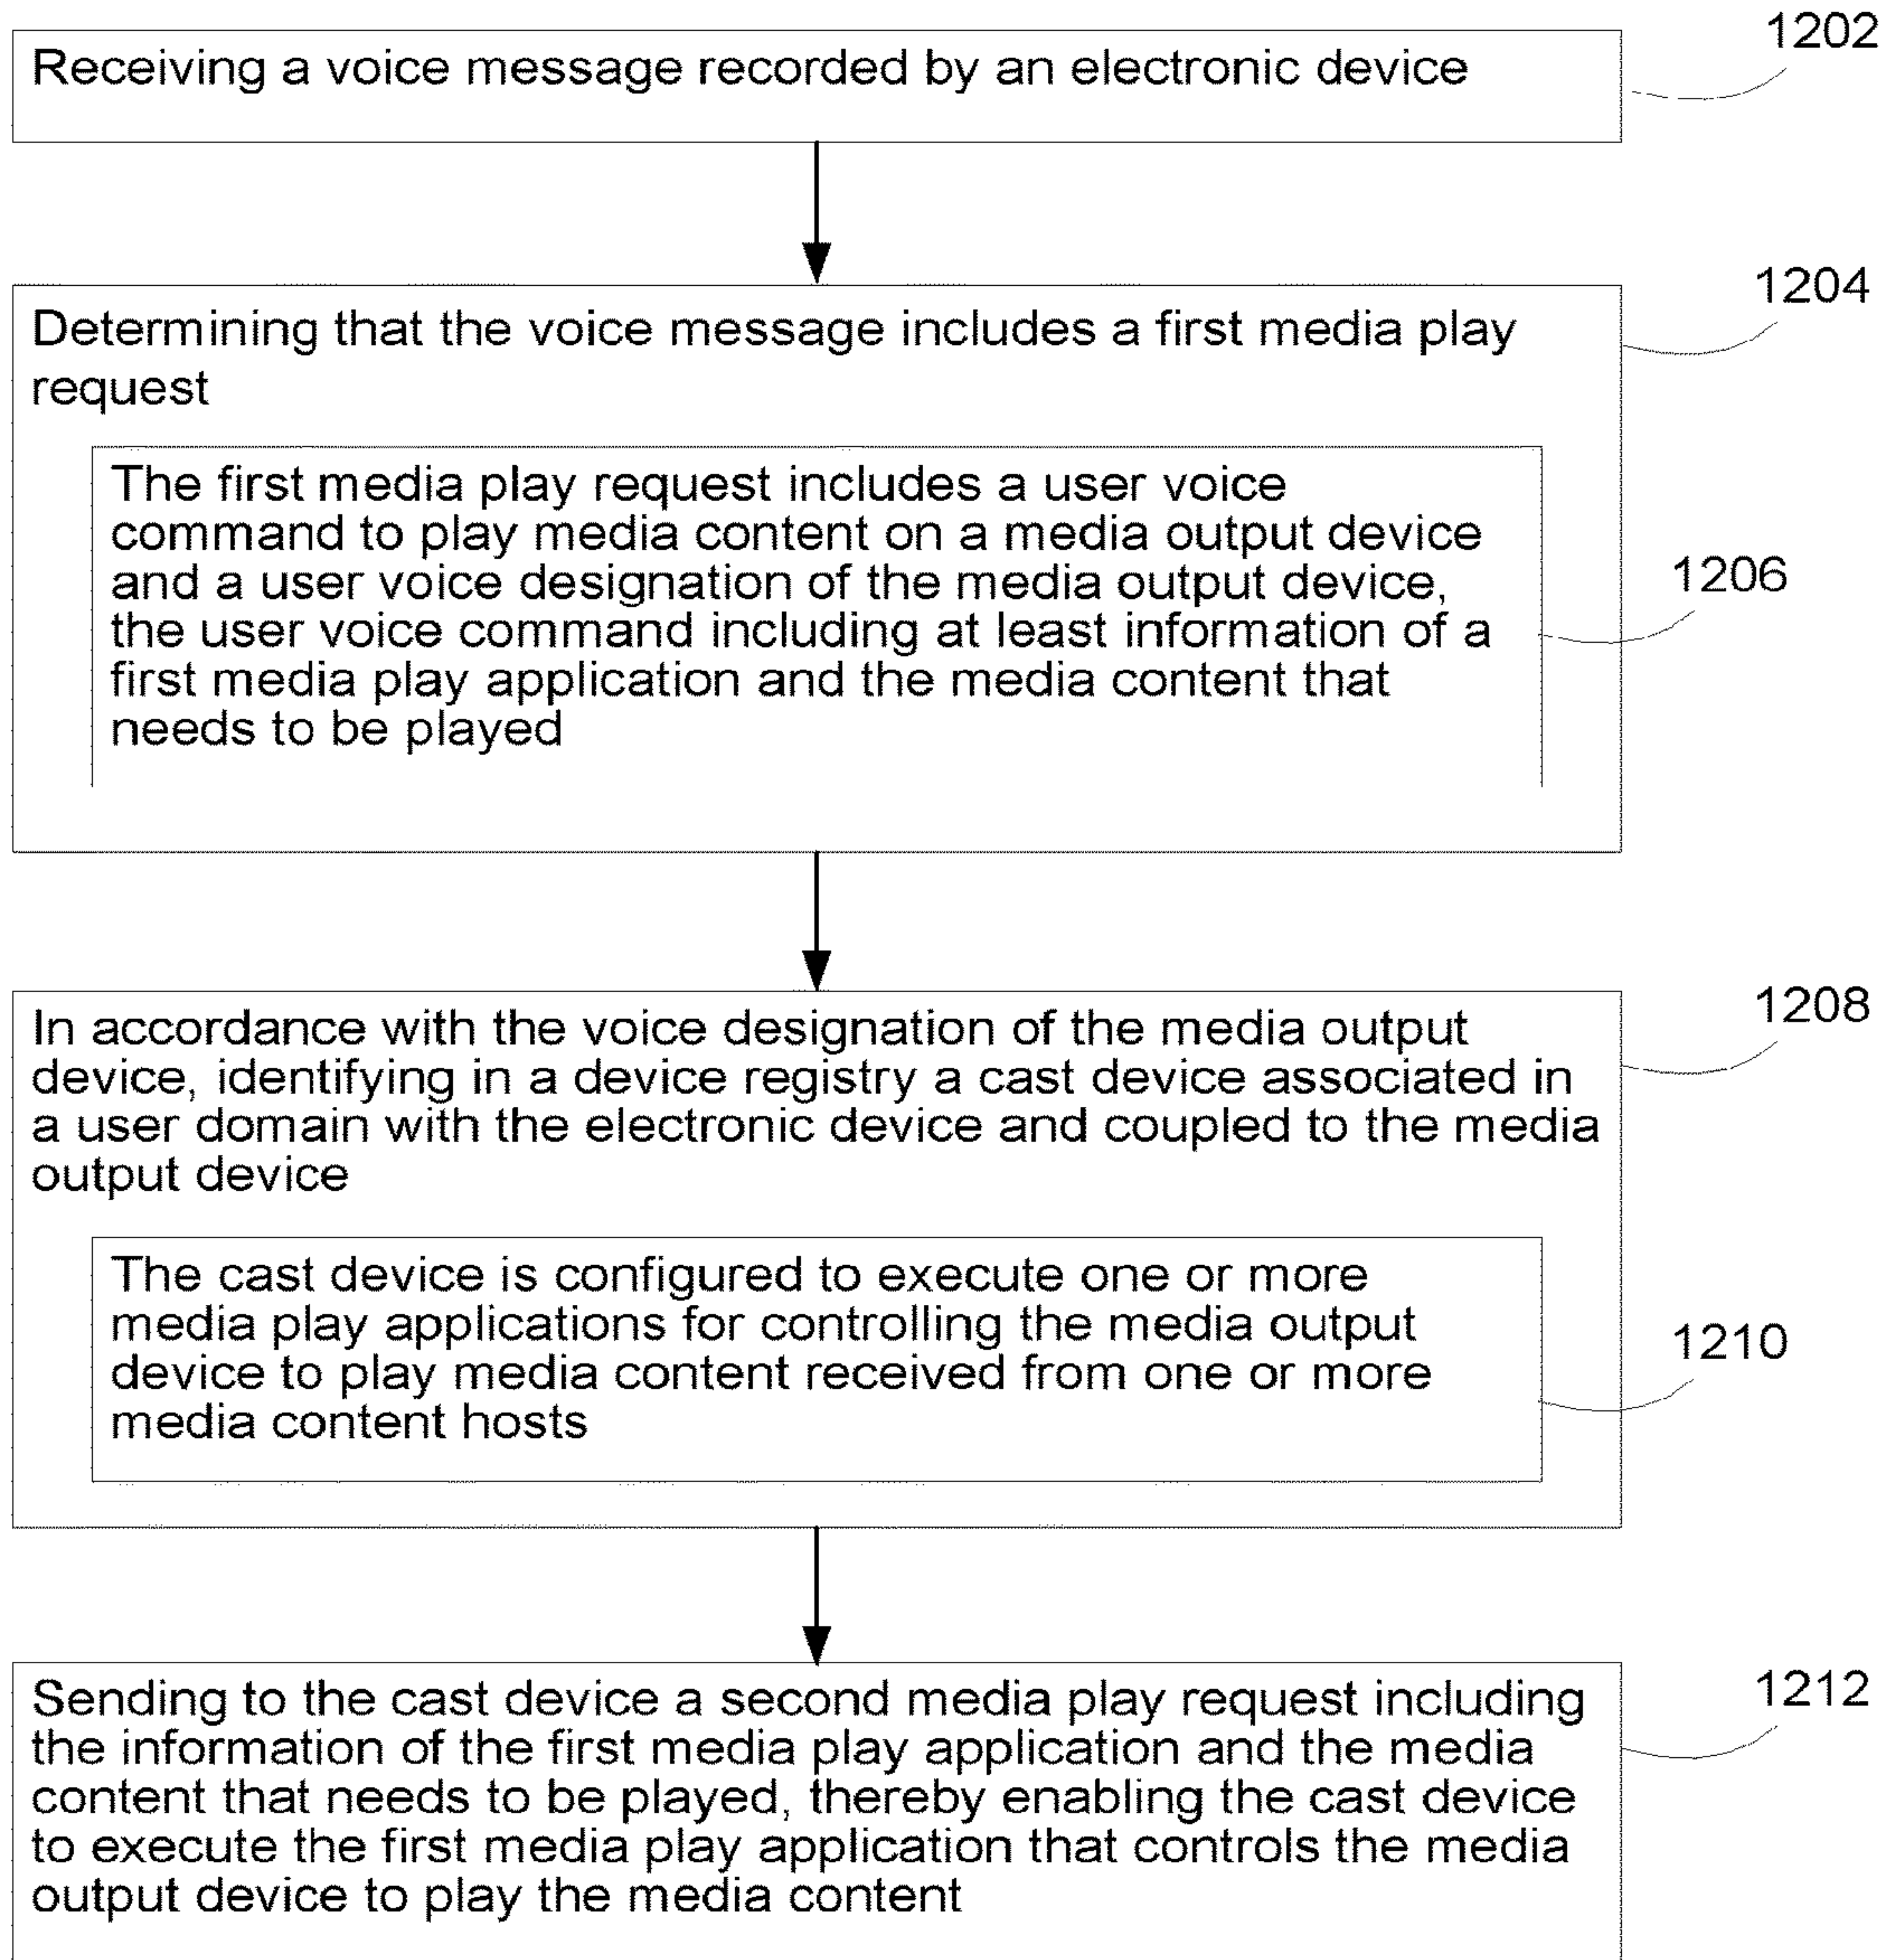 1202
Receiving a voice message recorded by an electronic device
1204
Determining that the voice message includes a first media play
request
The first media play request includes a user voice
command to play media content on a media output device
and a user voice designation of the media output device,
the user voice command including at least information of a
first media play application and the media content that
needs to be played
1206
1208
In accordance with the voice designation of the media output
device, identifying in a device registry a cast device associated in
a user domain with the electronic device and coupled to the media
output device
The cast device is configured to execute one or more
media play applications for controlling the media output
device to play media content received from one or more
media content hosts
1210
1212
Sending to the cast device a second media play request including
the information of the first media play application and the media
content that needs to be played, thereby enabling the cast device
to execute the first media play application that controls the media
output device to play the media content